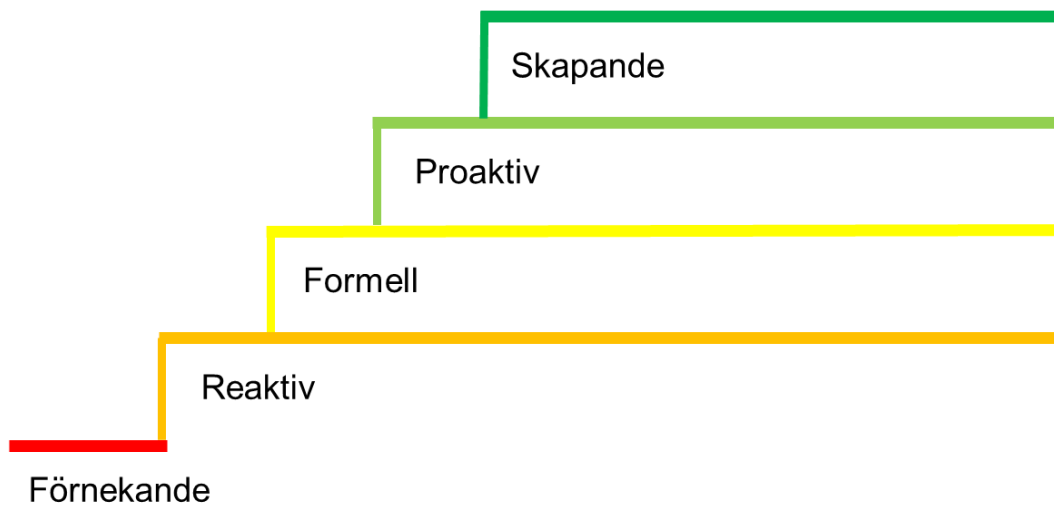 Skapande
Proaktiv
Formell
Reaktiv
Förnekande